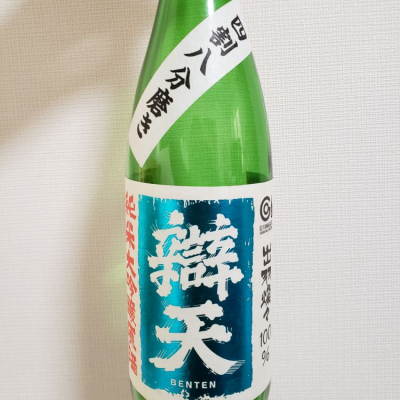 四割八分磨き
出羽燦々100%
辯天
BENTEN
純米大吟醸原酒